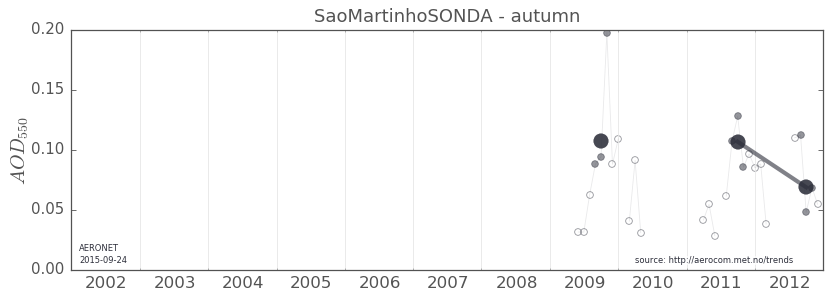 SaoMartinhoSONDA - autumn
0.20
0.15
0.10
0.05
0.00
AOD550
AERONET
2015-09-24
source: http://aerocom.met.no/trends
2002 2003 2004 2005 2006 2007 2008 2009 2010 2011 2012